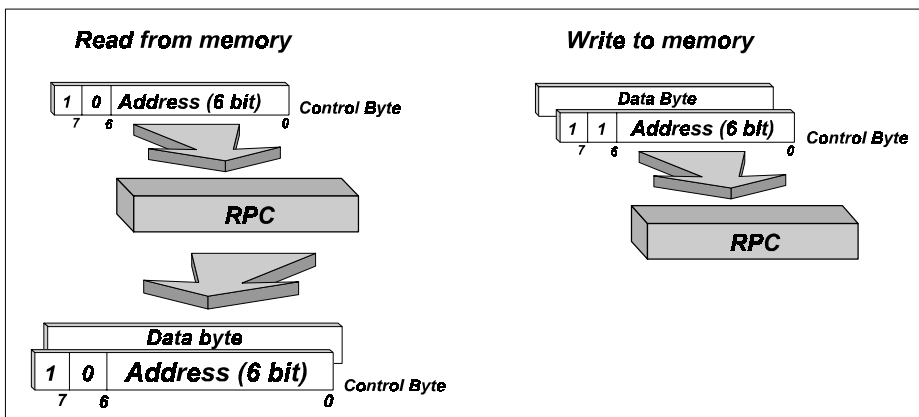 Read from memory
1 0 Address (6 bit) Control Byte
7 6 0
RPC
Data byte
1 0 Address (6 bit) Control Byte
7 6 0
Write to memory
Data Byte
1 1 Address (6 bit) Control Byte
7 6 0
RPC